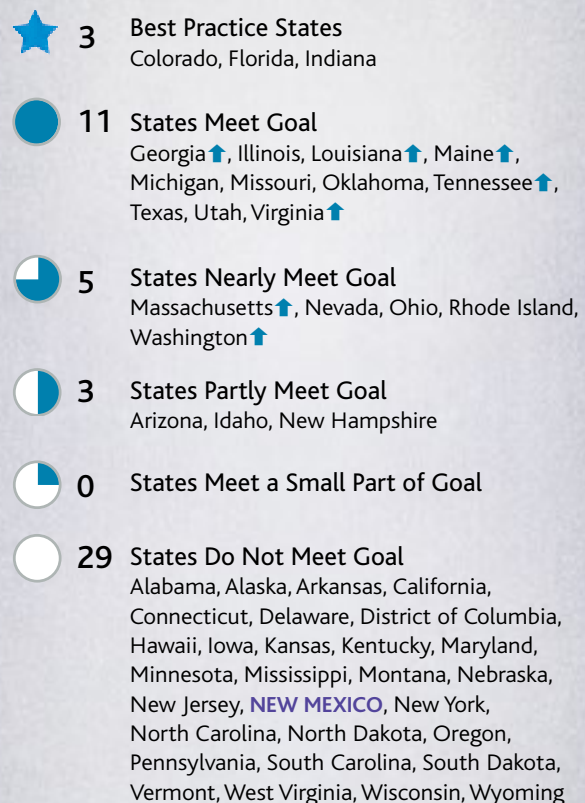 3 Best Practice States
Colorado, Florida, Indiana
11 States Meet Goal
Georgia⬆, Illinois, Louisiana⬆, Maine⬆,
Michigan, Missouri, Oklahoma, Tennessee⬆,
Texas, Utah, Virginia⬆
5 States Nearly Meet Goal
Massachusetts⬆, Nevada, Ohio, Rhode Island,
Washington⬆
3 States Partly Meet Goal
Arizona, Idaho, New Hampshire
0 States Meet a Small Part of Goal
29 States Do Not Meet Goal
Alabama, Alaska, Arkansas, California,
Connecticut, Delaware, District of Columbia,
Hawaii, Iowa, Kansas, Kentucky, Maryland,
Minnesota, Mississippi, Montana, Nebraska,
New Jersey, NEW MEXICO, New York,
North Carolina, North Dakota, Oregon,
Pennsylvania, South Carolina, South Dakota,
Vermont, West Virginia, Wisconsin, Wyoming